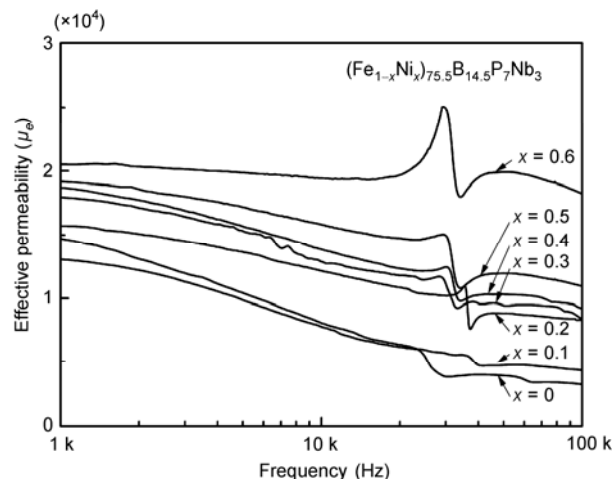 (×10⁴)
3
(Fe₁₋ₓNiₓ)₇₅.₅B₁₄.₅P₇Nb₃
Effective permeability (μₑ)
x = 0.6
2
x = 0.5
x = 0.4
x = 0.3
1
x = 0.2
x = 0.1
x = 0
0
1 k 10 k 100 k
Frequency (Hz)